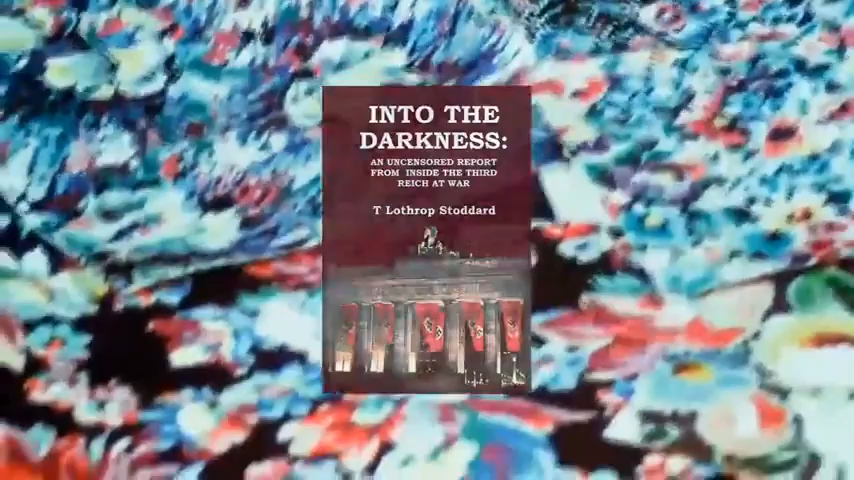 INTO THE
DARKNESS:
AN UNCENSORED REPORT
FROM INSIDE THE THIRD
REICH AT WAR
T Lothrop Stoddard